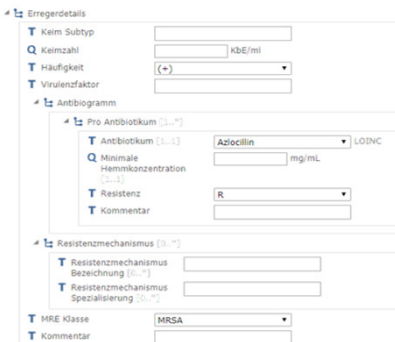 Erregerdetails
Keim Subtyp
Keimzahl KbE/ml
Häufigkeit (+)
Virulenzfaktor
Antibiogramm
Pro Antibiotikum [1..*]
Antibiotikum [1..1] Azlocillin LOINC
Minimale mg/mL
Hemmkonzentration
[1..1]
Resistenz R
Kommentar
Resistenzmechanismus [0..*]
Resistenzmechanismus
Bezeichnung [0..*]
Resistenzmechanismus
Spezialisierung [0..*]
MRE Klasse MRSA
Kommentar